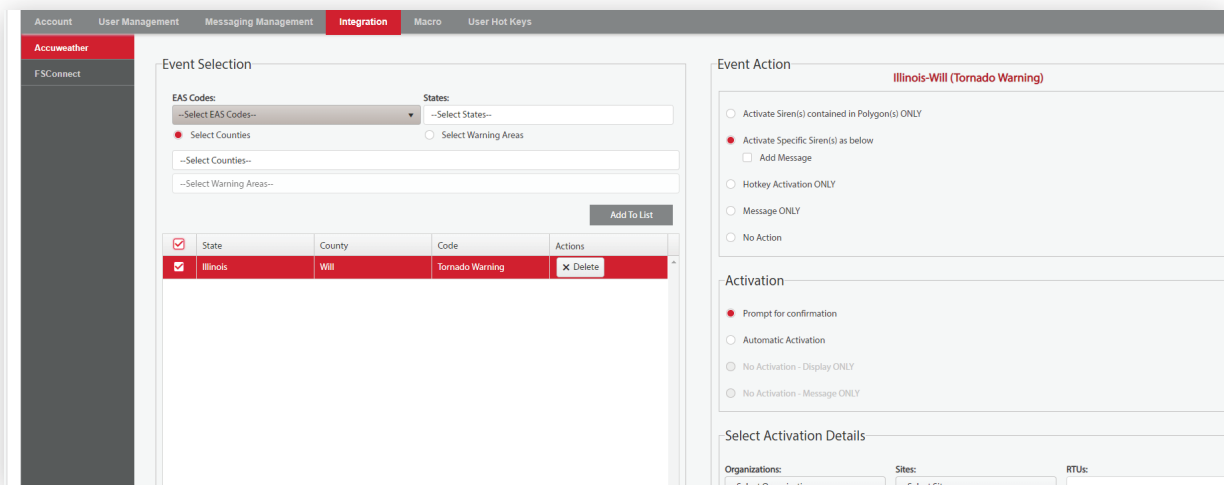 Account User Management Messaging Management Integration Macro User Hot Keys
Accuweather
FSConnect
Event Selection
EAS Codes: States:
--Select EAS Codes-- --Select States--
Select Counties Select Warning Areas
--Select Counties--
--Select Warning Areas--
Add To List
State County Code Actions
Illinois Will Tornado Warning Delete
Event Action
Illinois-Will (Tornado Warning)
Activate Siren(s) contained in Polygon(s) ONLY
Activate Specific Siren(s) as below
Add Message
Hotkey Activation ONLY
Message ONLY
No Action
Activation
Prompt for confirmation
Automatic Activation
No Activation - Display ONLY
No Activation - Message ONLY
Select Activation Details
Organizations: Sites: RTUs: